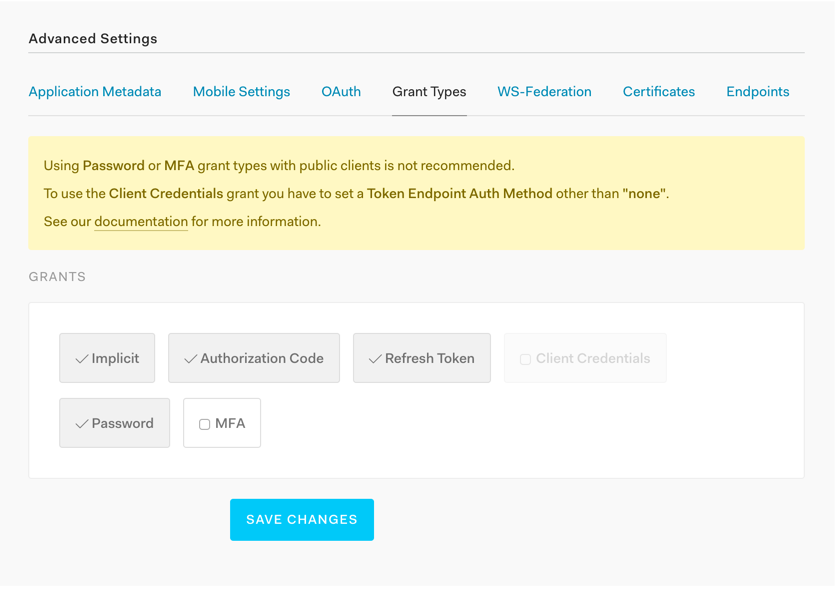 Advanced Settings
Application Metadata Mobile Settings OAuth Grant Types WS-Federation Certificates Endpoints
Using Password or MFA grant types with public clients is not recommended.
To use the Client Credentials grant you have to set a Token Endpoint Auth Method other than "none".
See our documentation for more information.
GRANTS
Implicit Authorization Code Refresh Token Client Credentials
Password MFA
SAVE CHANGES